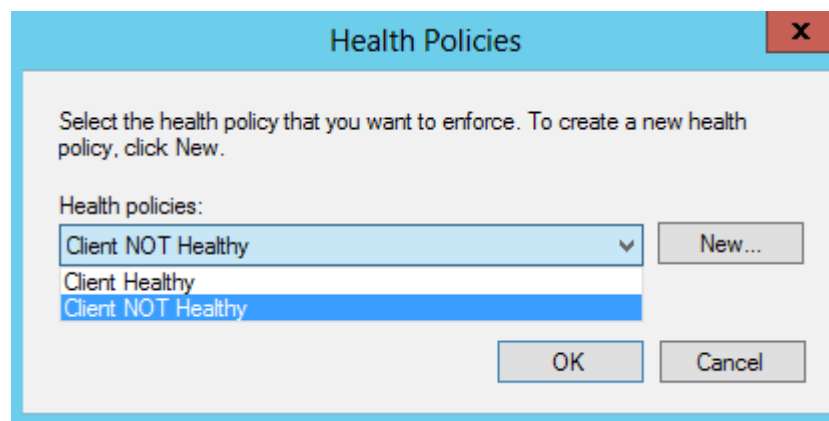 Health Policies
x
Select the health policy that you want to enforce. To create a new health
policy, click New.
Health policies:
Client NOT Healthy
New...
Client Healthy
Client NOT Healthy
OK
Cancel